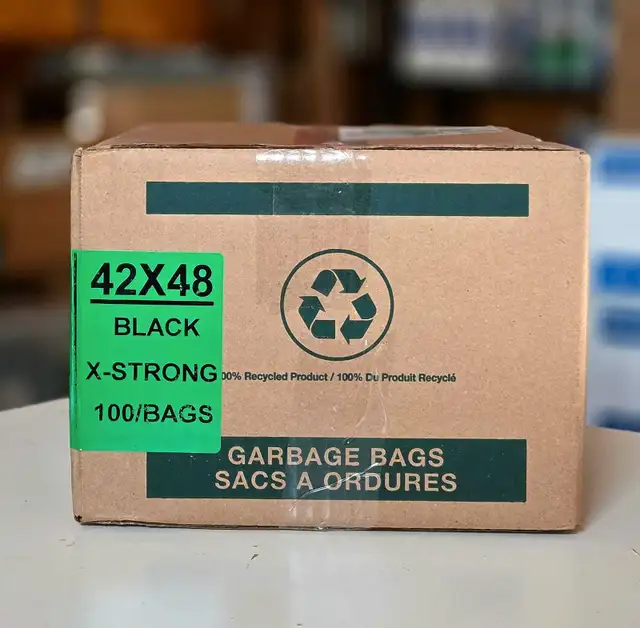 42X48
BLACK
X-STRONG
100/BAGS
00% Recycled Product / 100% Du Produit Recyclé
GARBAGE BAGS
SACS A ORDURES